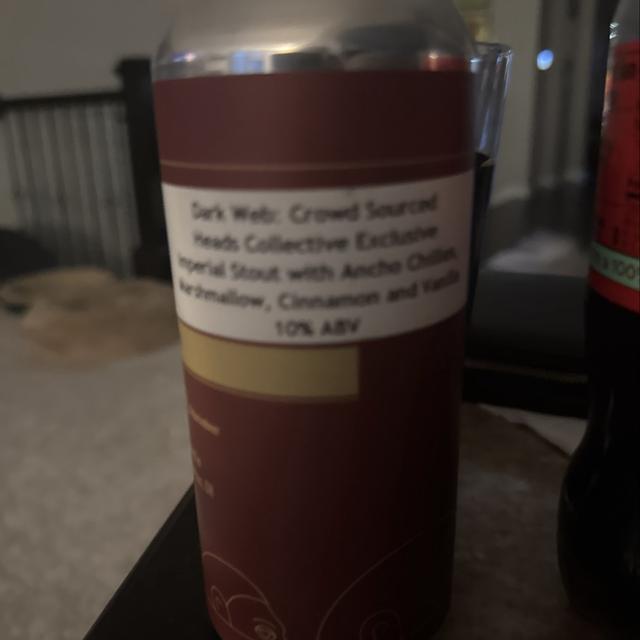 Dark Web: Crowd Sourced
Heads Collective Exclusive
Imperial Stout with Ancho Chilies,
Marshmallow, Cinnamon and Vanilla
10% ABV